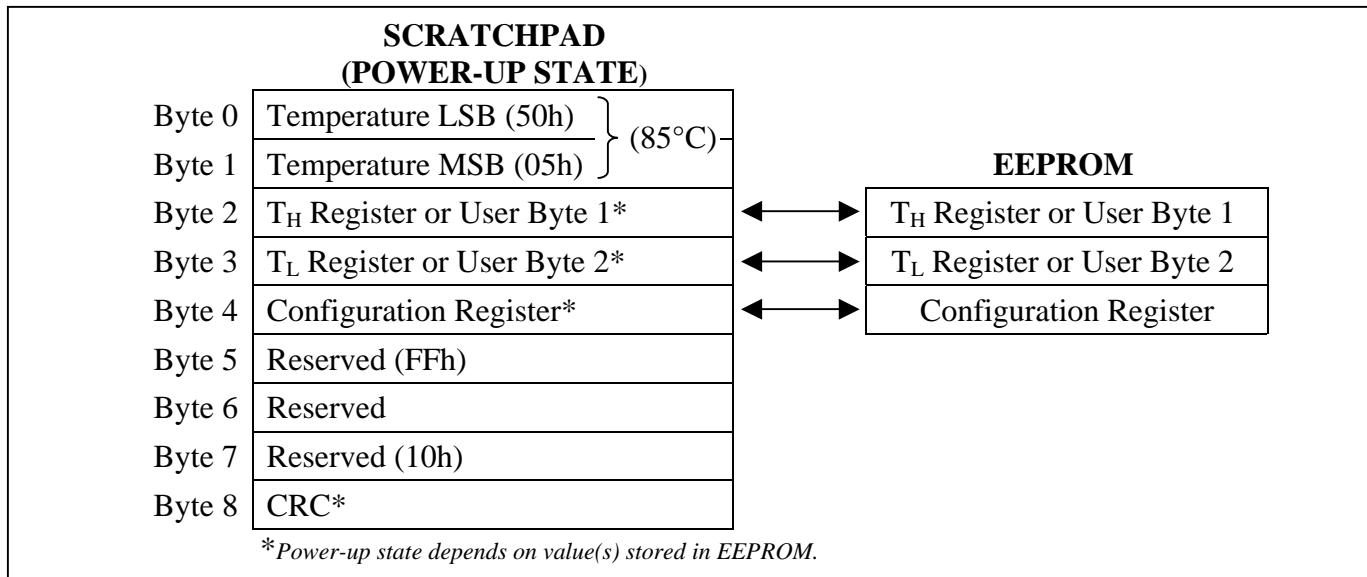 SCRATCHPAD
(POWER-UP STATE)
Byte 0 Temperature LSB (50h)
(85°C)
Byte 1 Temperature MSB (05h)
EEPROM
Byte 2 TH Register or User Byte 1* TH Register or User Byte 1
Byte 3 TL Register or User Byte 2* TL Register or User Byte 2
Byte 4 Configuration Register* Configuration Register
Byte 5 Reserved (FFh)
Byte 6 Reserved
Byte 7 Reserved (10h)
Byte 8 CRC*
*Power-up state depends on value(s) stored in EEPROM.